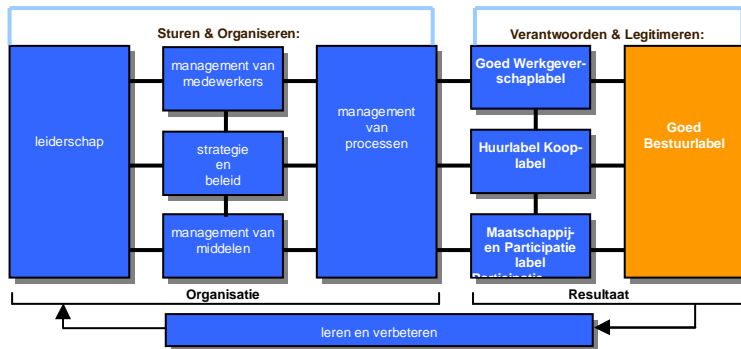 Sturen & Organiseren:
Verantwoorden & Legitimeren:
leiderschap
management van
medewerkers
strategie
en
beleid
management van
middelen
management
van
processen
Goed Werkgever-
schaplabel
Huurlabel Koop-
label
Maatschappij-
en Participatie
label
Participatie
Goed
Bestuurlabel
Organisatie
Resultaat
leren en verbeteren